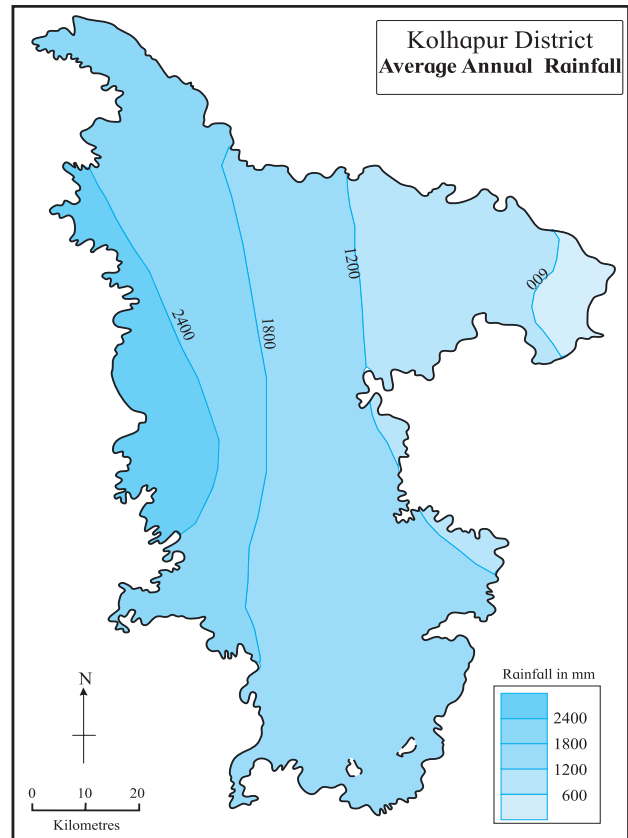 Kolhapur District
Average Annual Rainfall
2400
1800
1200
600
N
0 10 20
Kilometres
Rainfall in mm
2400
1800
1200
600